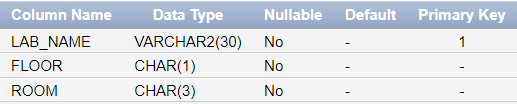 Column Name Data Type Nullable Default Primary Key
LAB_NAME VARCHAR2(30) No - 1
FLOOR CHAR(1) No - -
ROOM CHAR(3) No - -